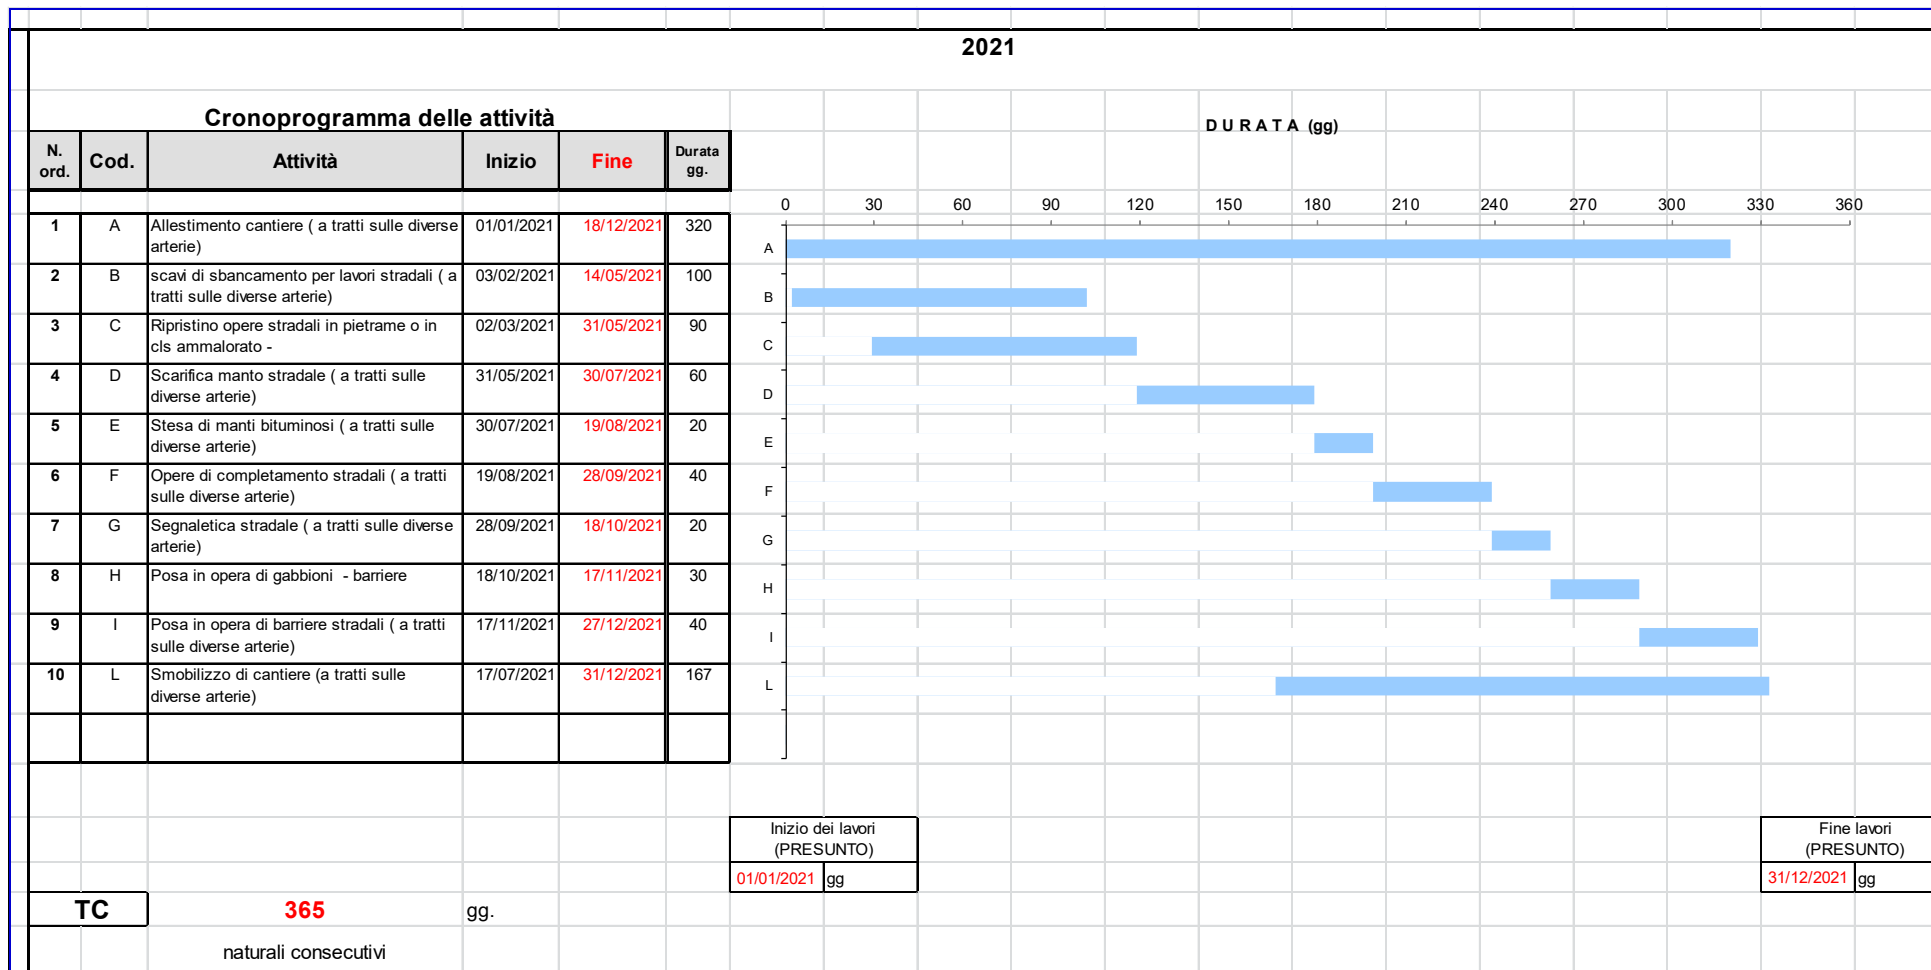 2021
Cronoprogramma delle attività
D U R A T A (gg)
N. ord. Cod. Attività Inizio Fine Durata gg.
0 30 60 90 120 150 180 210 240 270 300 330 360
1 A Allestimento cantiere ( a tratti sulle diverse 01/01/2021 18/12/2021 320
arterie)
A
2 B scavi di sbancamento per lavori stradali ( a 03/02/2021 14/05/2021 100
tratti sulle diverse arterie)
B
3 C Ripristino opere stradali in pietrame o in 02/03/2021 31/05/2021 90
cls ammalorato -
C
4 D Scarifica manto stradale ( a tratti sulle 31/05/2021 30/07/2021 60
diverse arterie)
D
5 E Stesa di manti bituminosi ( a tratti sulle 30/07/2021 19/08/2021 20
diverse arterie)
E
6 F Opere di completamento stradali ( a tratti 19/08/2021 28/09/2021 40
sulle diverse arterie)
F
7 G Segnaletica stradale ( a tratti sulle diverse 28/09/2021 18/10/2021 20
arterie)
G
8 H Posa in opera di gabbioni - barriere 18/10/2021 17/11/2021 30
H
9 I Posa in opera di barriere stradali ( a tratti 17/11/2021 27/12/2021 40
sulle diverse arterie)
I
10 L Smobilizzo di cantiere (a tratti sulle 17/07/2021 31/12/2021 167
diverse arterie)
L
Inizio dei lavori
(PRESUNTO)
01/01/2021 gg
Fine lavori
(PRESUNTO)
31/12/2021 gg
TC 365 gg.
naturali consecutivi